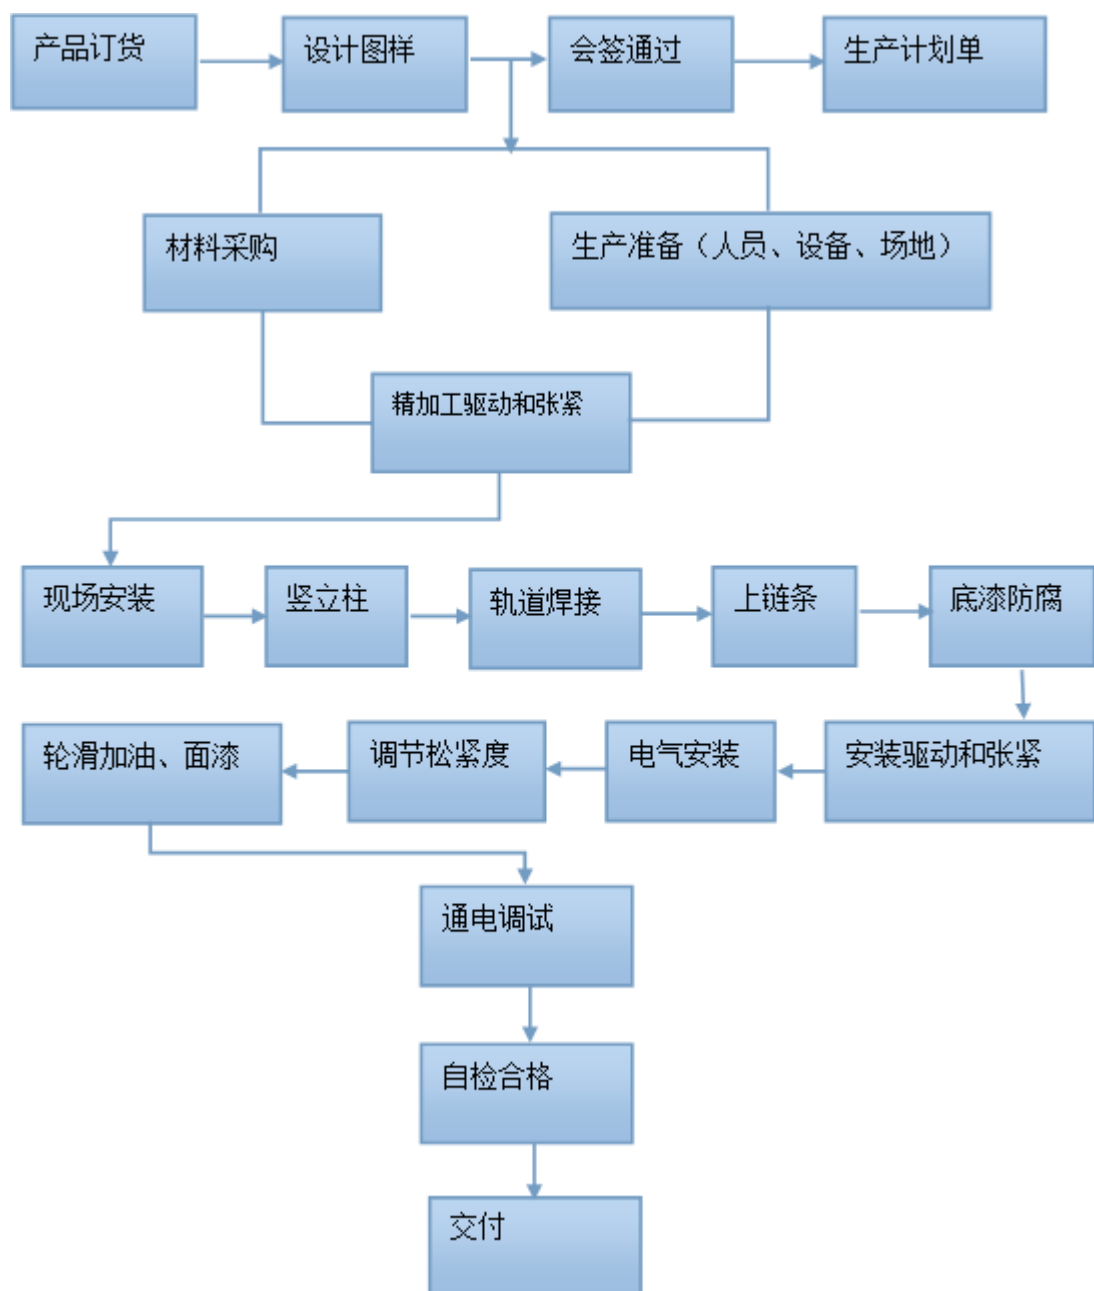 产品订货
设计图样
会签通过
生产计划单
材料采购
生产准备（人员、设备、场地）
精加工驱动和张紧
现场安装
竖立柱
轨道焊接
上链条
底漆防腐
轮滑加油、面漆
调节松紧度
电气安装
安装驱动和张紧
通电调试
自检合格
交付